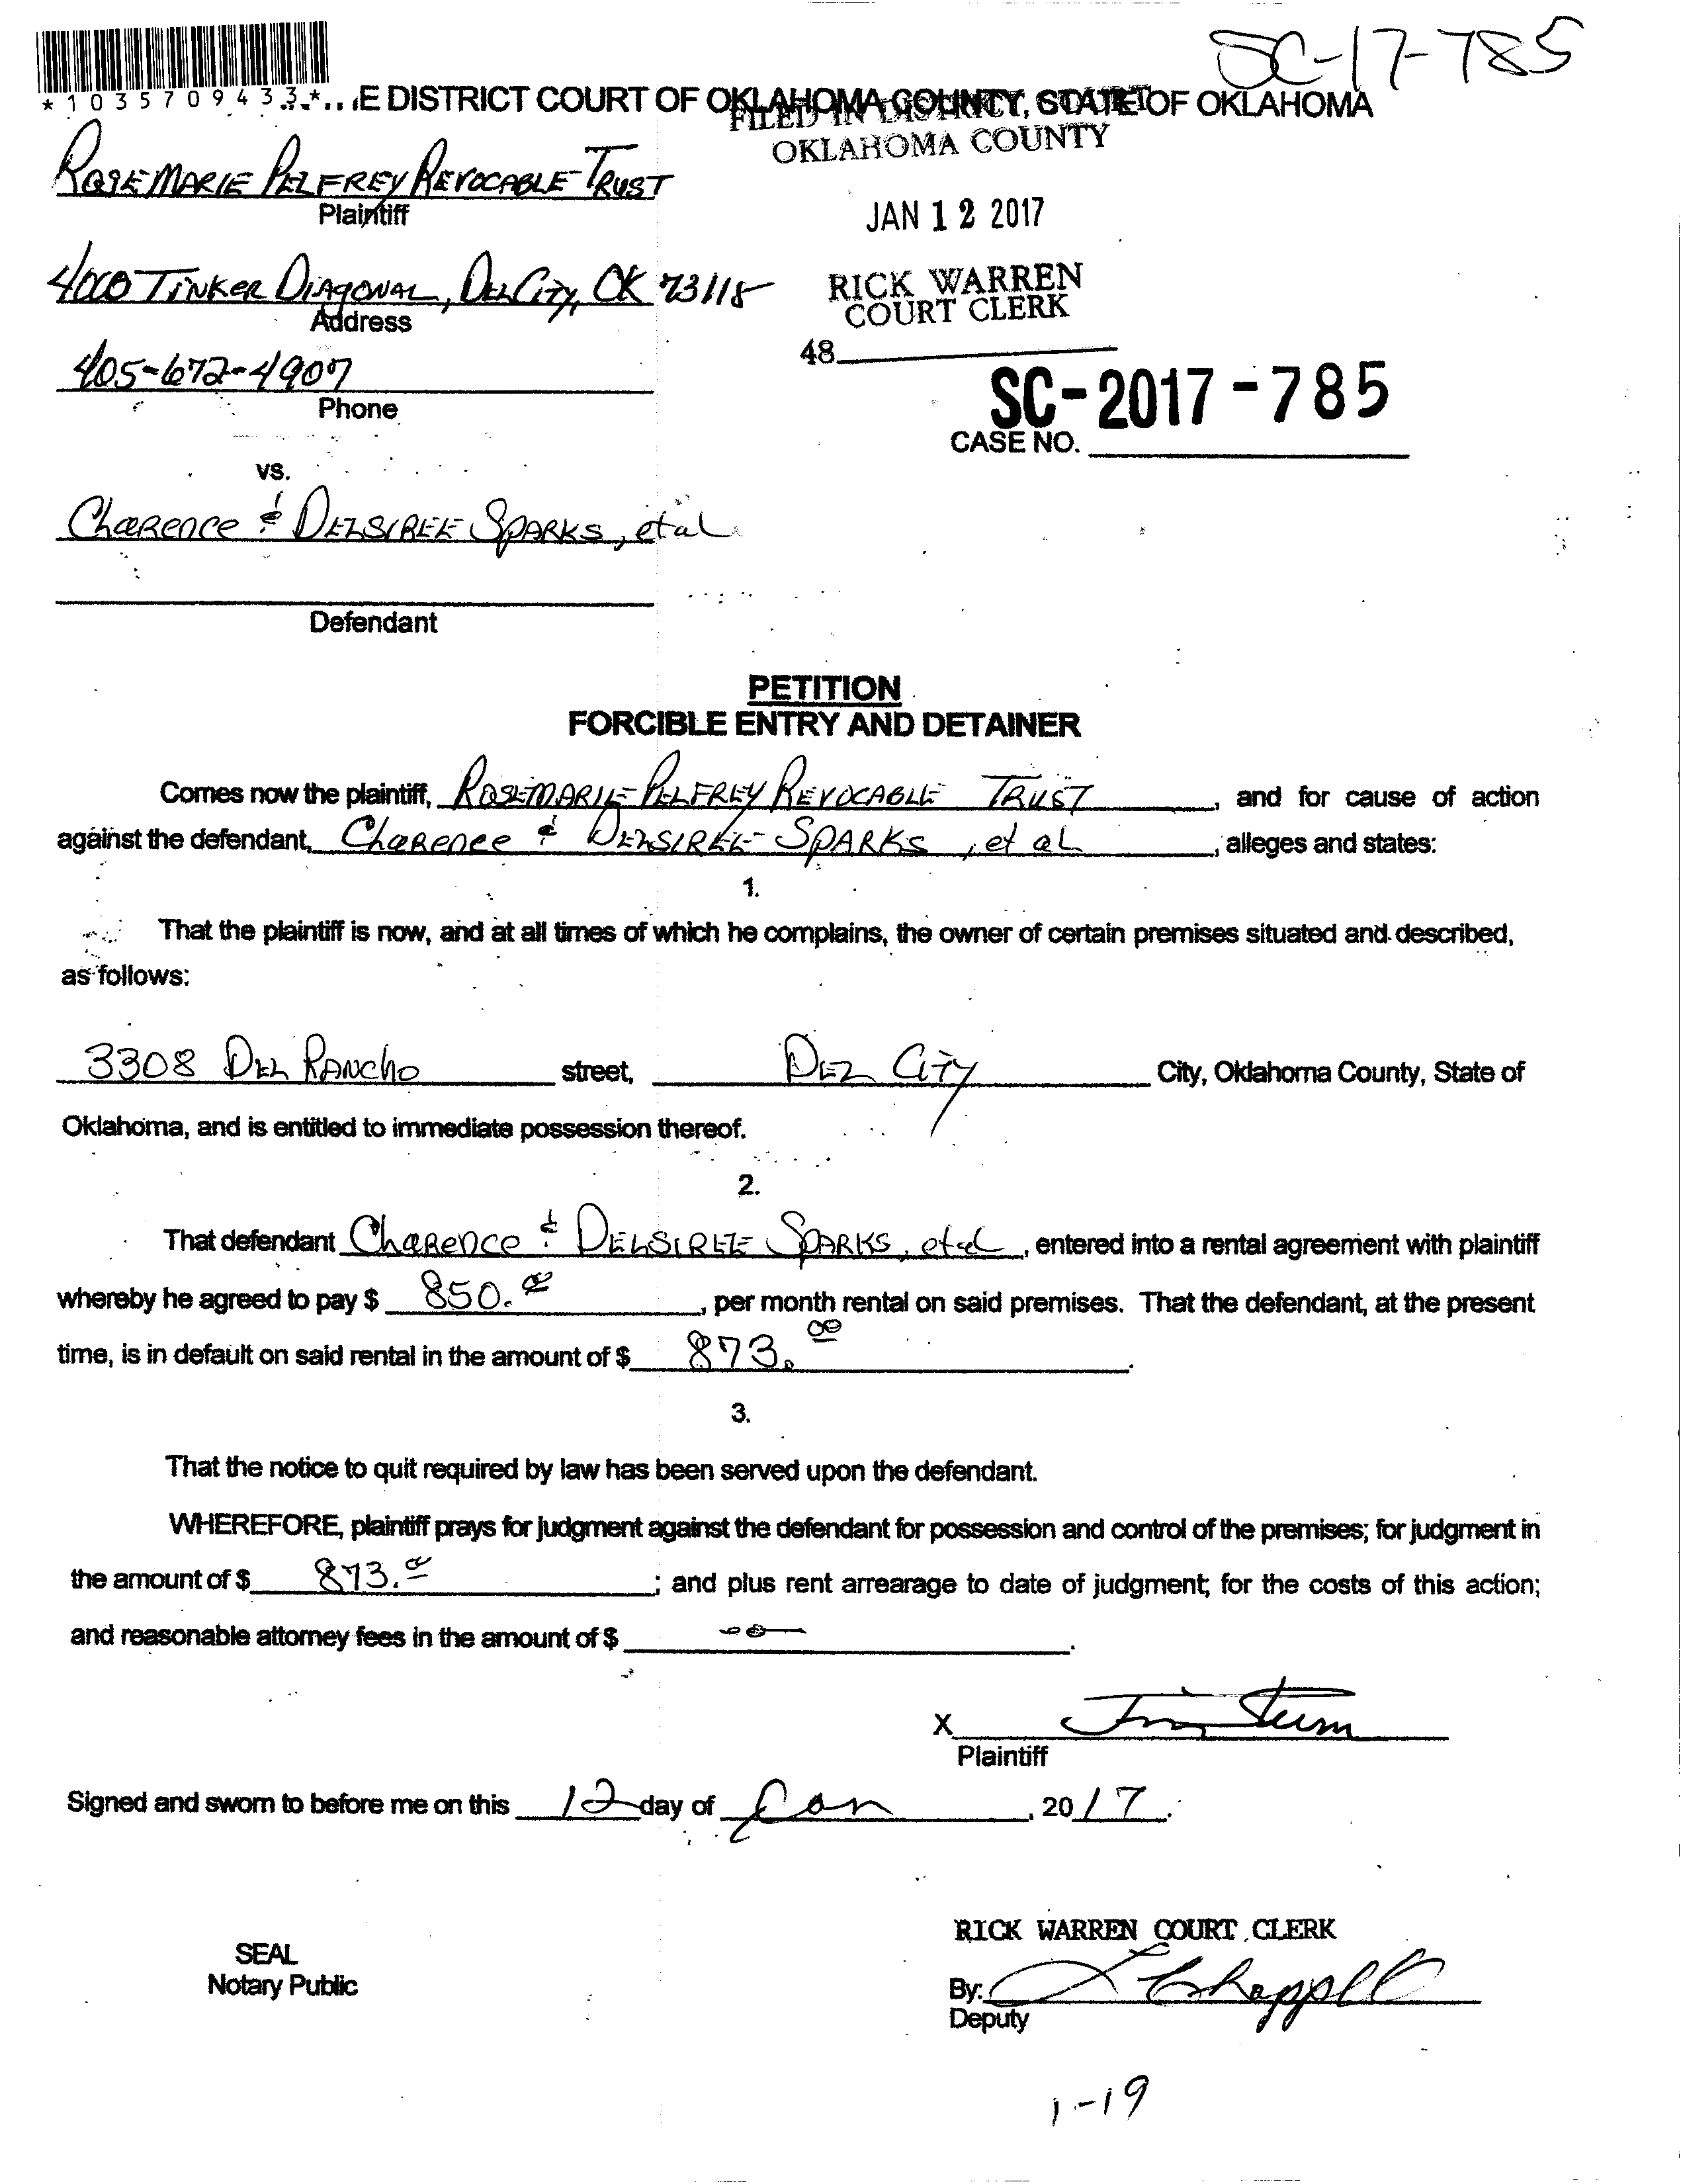 SC-17-785
*1035709433*
E DISTRICT COURT OF OKLAHOMA COUNTY, STATE OF OKLAHOMA
FILED IN DISTRICT COURT
OKLAHOMA COUNTY
ROSEMARIE PELFREY REVOCABLE TRUST
Plaintiff
JAN 12 2017
4000 TINKER DIAGONAL, DEL CITY, OK 73115
Address
RICK WARREN
COURT CLERK
405-672-4907
Phone
48
SC-2017-785
CASE NO.
vs.
Clarence & DELSIREE SPARKS, et al
Defendant
PETITION
FORCIBLE ENTRY AND DETAINER
Comes now the plaintiff, ROSEMARIE PELFREY REVOCABLE TRUST, and for cause of action
against the defendant, Clarence & DELSIREE SPARKS, et al, alleges and states:
1.
That the plaintiff is now, and at all times of which he complains, the owner of certain premises situated and described,
as follows:
3308 DEL RANCHO street, DEL CITY City, Oklahoma County, State of
Oklahoma, and is entitled to immediate possession thereof.
2.
That defendant Clarence & DELSIREE SPARKS, et al, entered into a rental agreement with plaintiff
whereby he agreed to pay $ 850.00, per month rental on said premises. That the defendant, at the present
time, is in default on said rental in the amount of $ 873.00.
3.
That the notice to quit required by law has been served upon the defendant.
WHEREFORE, plaintiff prays for judgment against the defendant for possession and control of the premises; for judgment in
the amount of $ 873.00; and plus rent arrearage to date of judgment; for the costs of this action;
and reasonable attorney fees in the amount of $ -0-.
X
Plaintiff
Signed and sworn to before me on this 12 day of Jan, 2017.
RICK WARREN COURT CLERK
SEAL
Notary Public
By:
Deputy
1-19